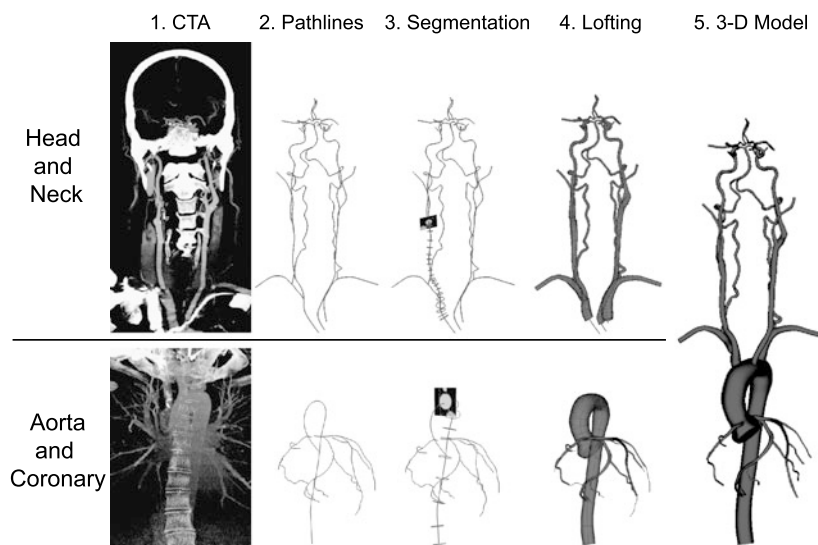 1. CTA
2. Pathlines
3. Segmentation
4. Lofting
5. 3-D Model
Head
and
Neck
Aorta
and
Coronary